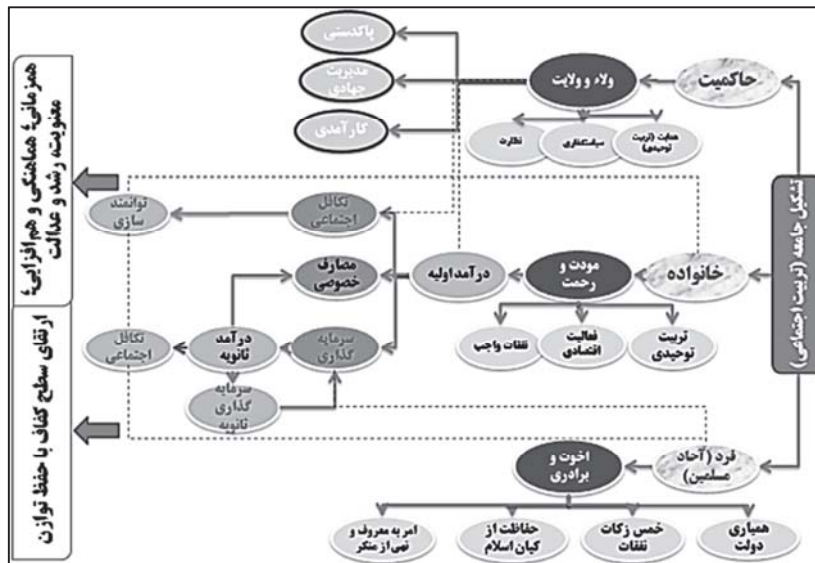 تشکیل جامعه (تربیت اجتماعی)
حاکمیت
ولاء و ولایت
پاکدستی
مدیریت
جهادی
کارآمدی
هدایت (تربیت
توحیدی)
سیاستگذاری
نظارت
خانواده
مودت و
رحمت
تربیت
توحیدی
فعالیت
اقتصادی
نفقات واجب
درآمد اولیه
تکافل
اجتماعی
توانمند
سازی
مصارف
خصوصی
سرمایه
گذاری
درآمد
ثانویه
تکافل
اجتماعی
سرمایه
گذاری
ثانویه
فرد (آحاد
مسلمین)
اخوت و
برادری
همیاری
دولت
خمس زکات
نفقات
حفاظت از
کیان اسلام
امر به معروف و
نهی از منکر
همزمانی؛ هماهنگی و هم‌افزایی؛
معنویت، رشد و عدالت
ارتقای سطح کفاف با حفظ توازن